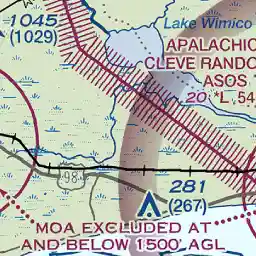 1045
(1029)
Lake Wimico
APALACHIC
CLEVE RANDO
ASOS
20 *L 54
98
281
(267)
MOA EXCLUDED AT
AND BELOW 1500 AGL